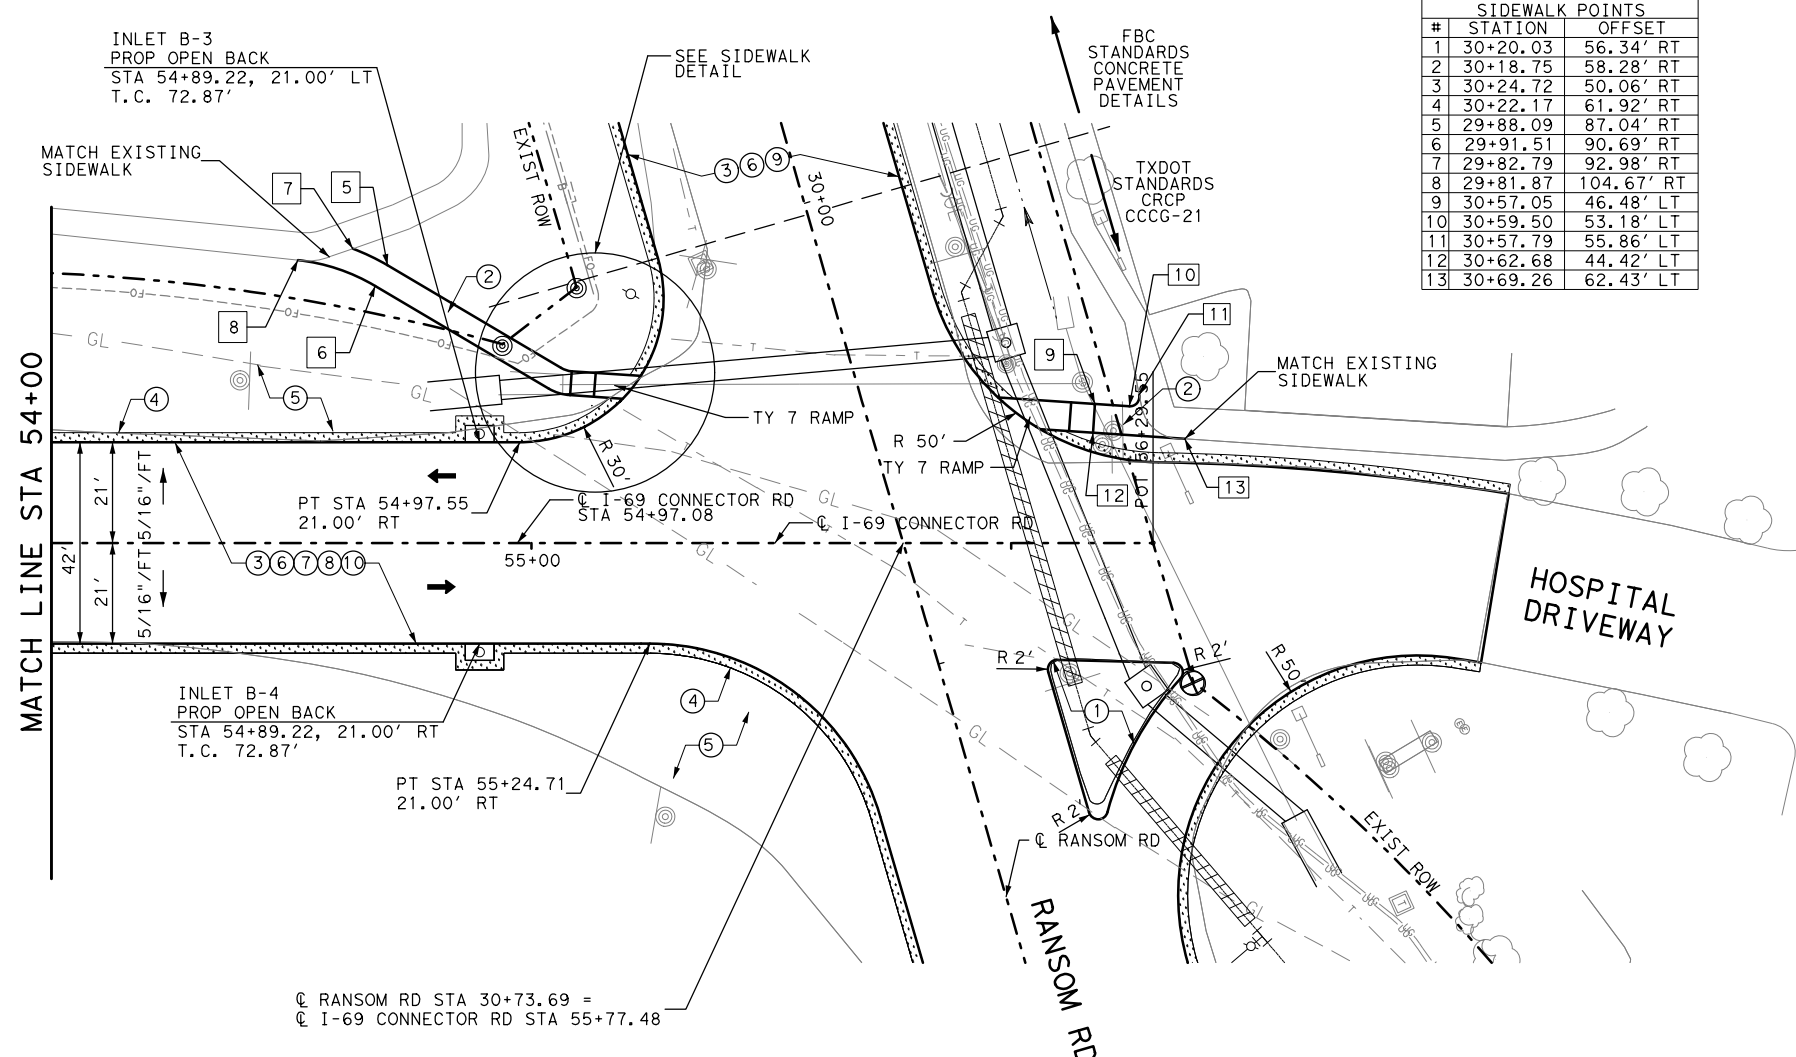 INLET B-3
PROP OPEN BACK
STA 54+89.22, 21.00' LT
T.C. 72.87'
SEE SIDEWALK
DETAIL
FBC
STANDARDS
CONCRETE
PAVEMENT
DETAILS
TXDOT
STANDARDS
CRCP
CCCG-21
SIDEWALK POINTS
# STATION OFFSET
1 30+20.03 56.34' RT
2 30+18.75 58.28' RT
3 30+24.72 50.06' RT
4 30+22.17 61.92' RT
5 29+88.09 87.04' RT
6 29+91.51 90.69' RT
7 29+82.79 92.98' RT
8 29+81.87 104.67' RT
9 30+57.05 46.48' LT
10 30+59.50 53.18' LT
11 30+57.79 55.86' LT
12 30+62.68 44.42' LT
13 30+69.26 62.43' LT
MATCH EXISTING
SIDEWALK
7
5
EXIST ROW
3 6 9
30+00
2
8
6
10
11
9
2
MATCH EXISTING
SIDEWALK
MATCH LINE STA 54+00
GL
GL
FO
FO
FO
FO
FO
4
5
TY 7 RAMP
R 50'
TY 7 RAMP
12
13
POT 56+29.55
R 30'
21'
5/16"/FT
42'
21'
5/16"/FT
PT STA 54+97.55
21.00' RT
℄ I-69 CONNECTOR RD
STA 54+97.08
℄ I-69 CONNECTOR RD
GL
GL
55+00
3 6 7 8 10
HOSPITAL
DRIVEWAY
R 2'
R 2'
R 50'
GL
INLET B-4
PROP OPEN BACK
STA 54+89.22, 21.00' RT
T.C. 72.87'
4
5
1
GL
PT STA 55+24.71
21.00' RT
R 2'
℄ RANSOM RD
EXIST ROW
GL
T
RANSOM RD
℄ RANSOM RD STA 30+73.69 =
℄ I-69 CONNECTOR RD STA 55+77.48